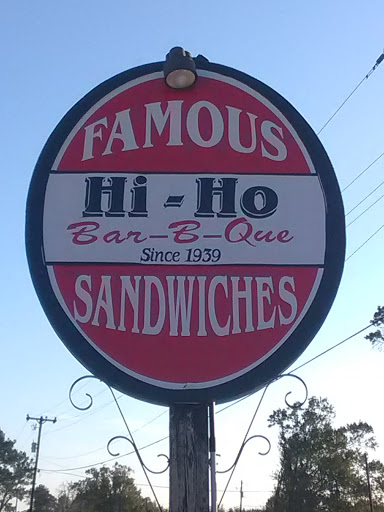 FAMOUS
Hi-Ho
Bar-B-Que
Since 1939
SANDWICHES